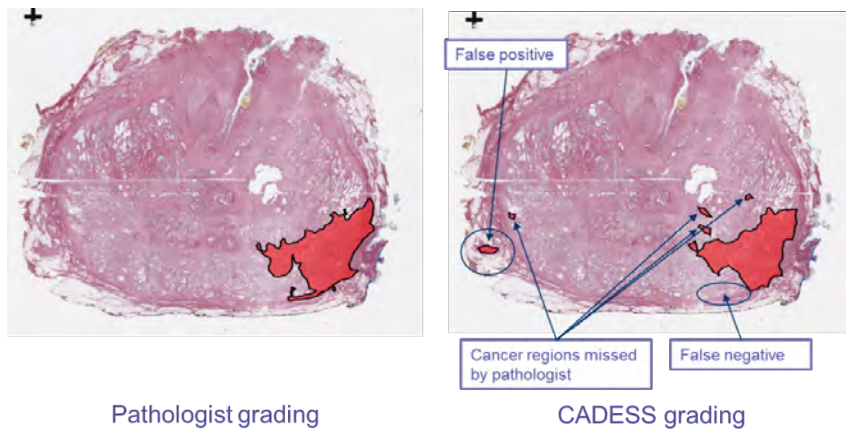 False positive
Cancer regions missed
by pathologist
False negative
Pathologist grading
CADESS grading